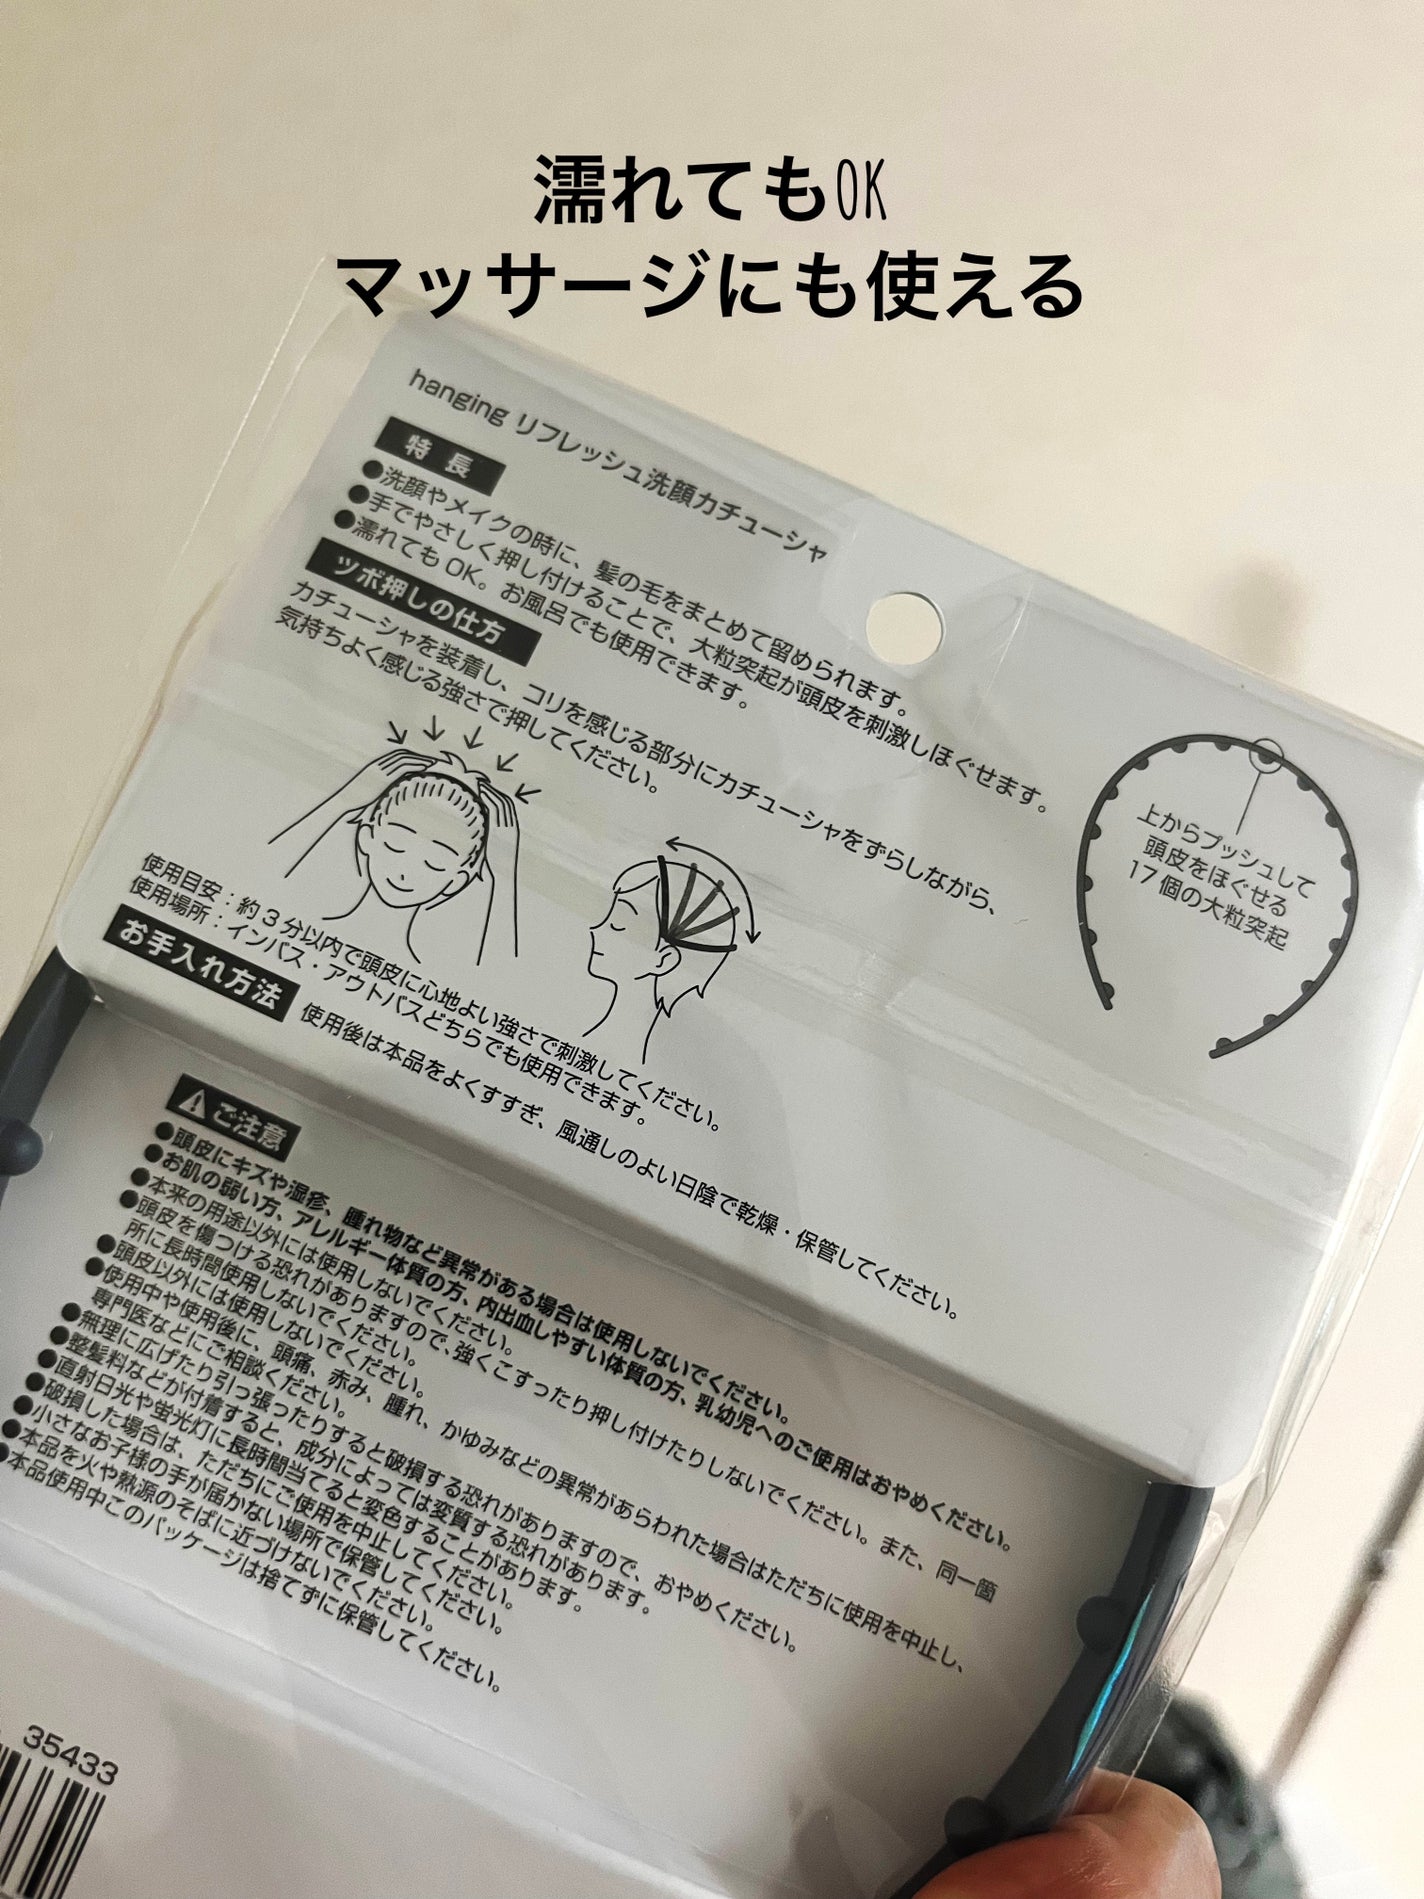 濡れてもOK
マッサージにも使える
hanging リフレッシュ洗顔カチューシャ
特 長
●洗顔やメイクの時に、髪の毛をまとめて留められます。
●手でやさしく押し付けることで、大粒突起が頭皮を刺激しほぐせます。
●濡れても OK。お風呂でも使用できます。
ツボ押しの仕方
カチューシャを装着し、コリを感じる部分にカチューシャをずらしながら、
気持ちよく感じる強さで押してください。
上からプッシュして
頭皮をほぐせる
17個の大粒突起
使用目安：約3分以内で頭皮に心地よい強さで刺激してください。
使用場所：インバス・アウトバスどちらでも使用できます。
お手入れ方法 使用後は本品をよくすすぎ、風通しのよい日陰で乾燥・保管してください。
ご注意
●頭皮にキズや湿疹、腫れ物など異常がある場合は使用しないでください。
●お肌の弱い方、アレルギー体質の方、内出血しやすい体質の方、乳幼児へのご使用はおやめください。
●本来の用途以外には使用しないでください。
●頭皮を傷つける恐れがありますので、強くこすったり押し付けたりしないでください。また、同一箇
所に長時間使用しないでください。
●頭皮以外には使用しないでください。
●使用中や使用後に、頭痛、赤み、腫れ、かゆみなどの異常があらわれた場合はただちに使用を中止し、
専門医などにご相談ください。
●無理に広げたり引っ張ったりすると破損する恐れがありますので、おやめください。
●整髪料などが付着すると、成分によっては変質する恐れがあります。
●直射日光や蛍光灯に長時間当てると変色することがあります。
●破損した場合は、ただちにご使用を中止してください。
●小さなお子様の手が届かない場所で保管してください。
●本品を火や熱源のそばに近づけないでください。
●本品使用中このパッケージは捨てずに保管してください。
35433